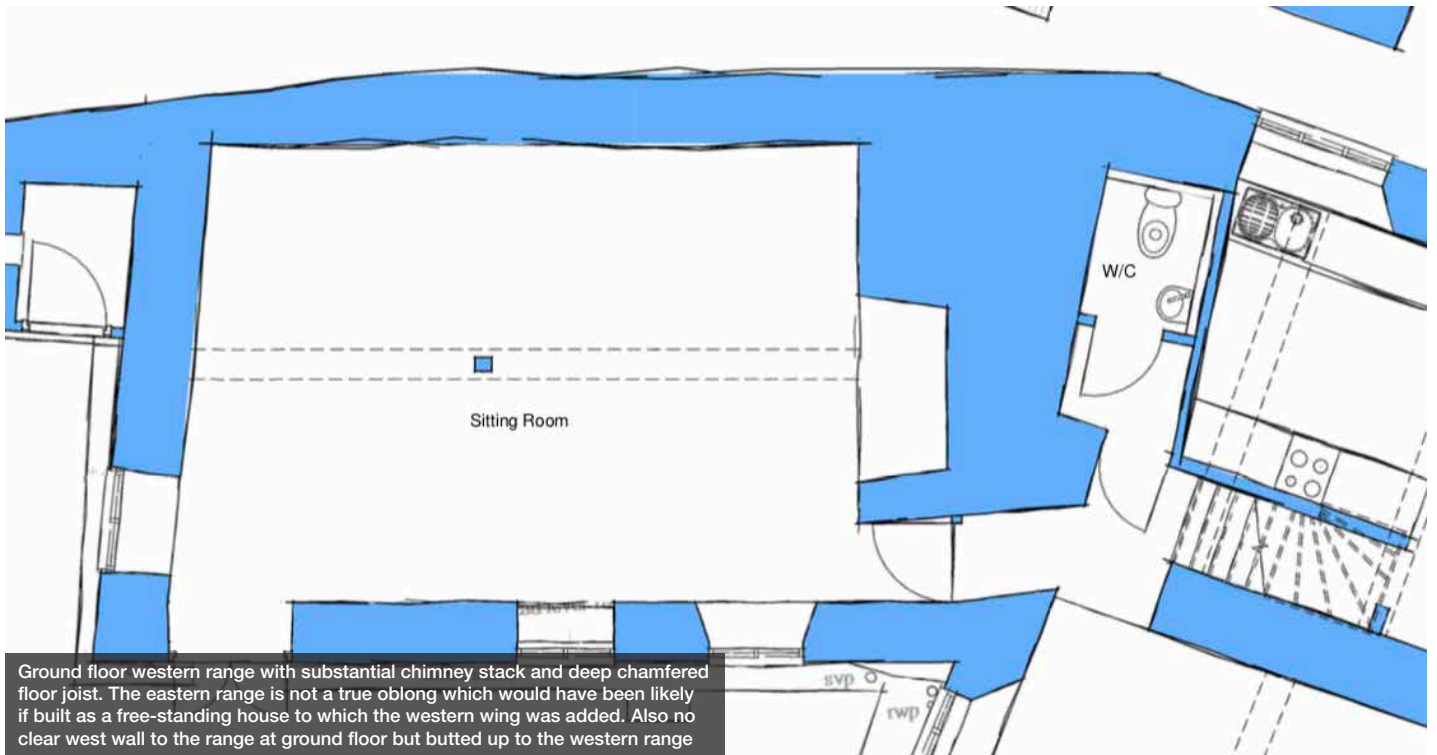 W/C
Sitting Room
svp
rwp
Ground floor western range with substantial chimney stack and deep chamfered
floor joist. The eastern range is not a true oblong which would have been likely
if built as a free-standing house to which the western wing was added. Also no
clear west wall to the range at ground floor but butted up to the western range